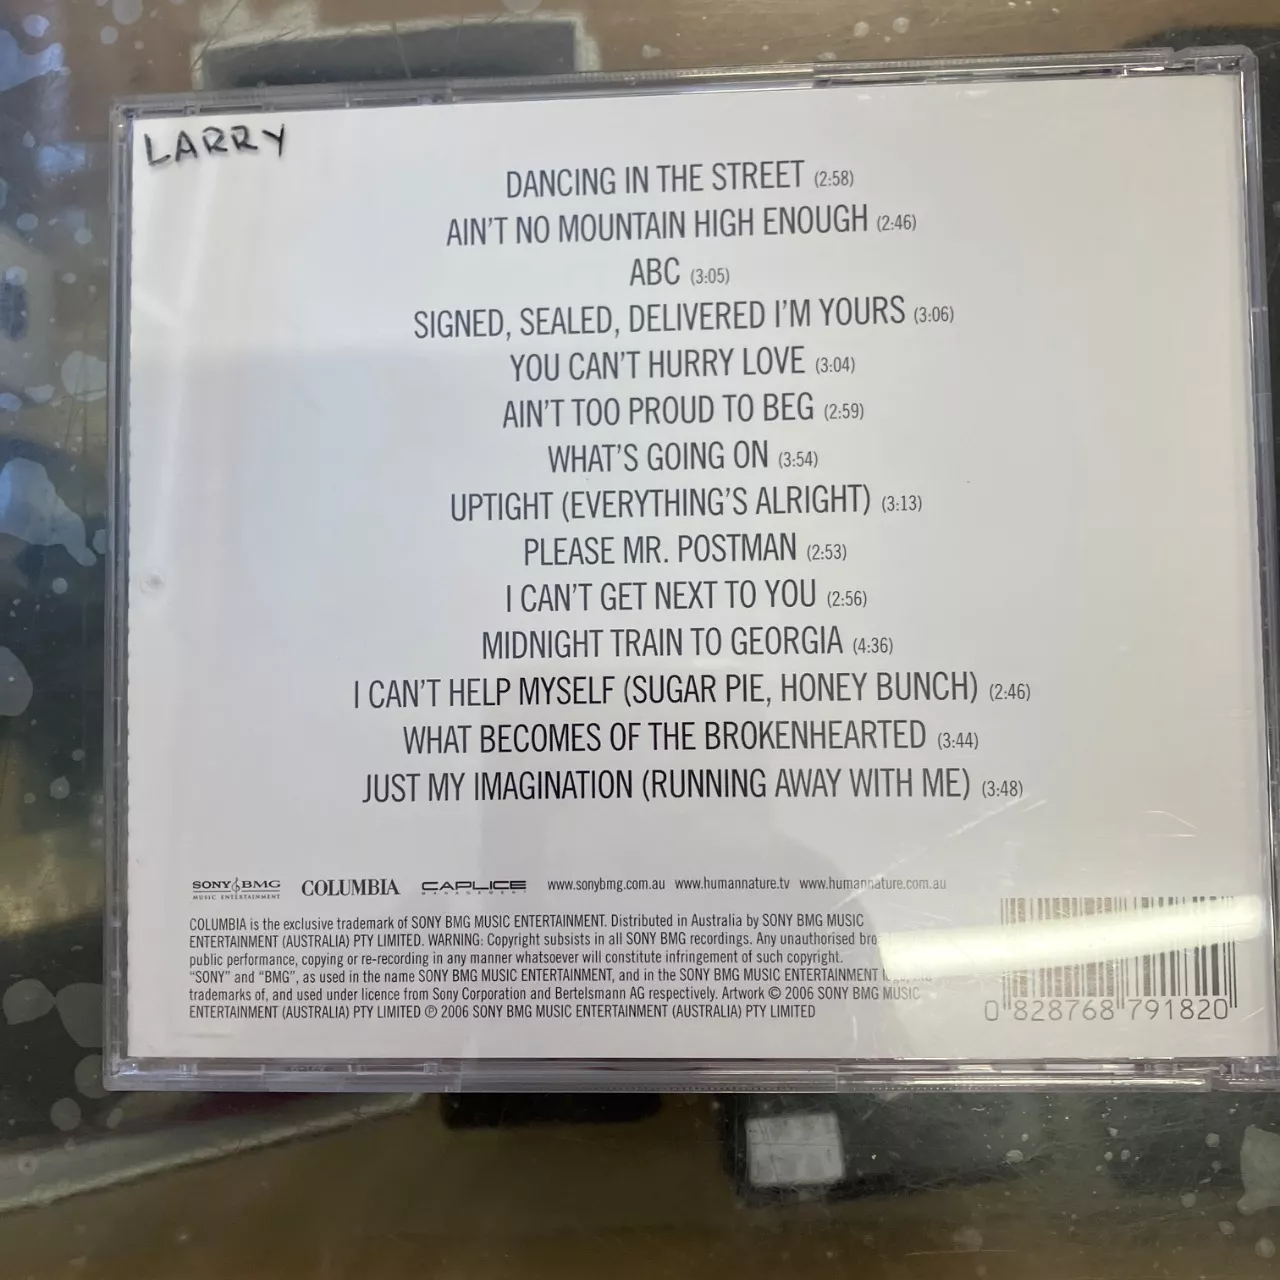 LARRY
DANCING IN THE STREET (2:58)
AIN'T NO MOUNTAIN HIGH ENOUGH (2:46)
ABC (3:05)
SIGNED, SEALED, DELIVERED I'M YOURS (3:06)
YOU CAN'T HURRY LOVE (3:04)
AIN'T TOO PROUD TO BEG (2:59)
WHAT'S GOING ON (3:54)
UPTIGHT (EVERYTHING'S ALRIGHT) (3:13)
PLEASE MR. POSTMAN (2:53)
I CAN'T GET NEXT TO YOU (2:56)
MIDNIGHT TRAIN TO GEORGIA (4:36)
I CAN'T HELP MYSELF (SUGAR PIE, HONEY BUNCH) (2:46)
WHAT BECOMES OF THE BROKENHEARTED (3:44)
JUST MY IMAGINATION (RUNNING AWAY WITH ME) (3:48)
SONY BMG MUSIC ENTERTAINMENT COLUMBIA CAPLICE MANAGEMENT www.sonybmg.com.au www.humannature.tv www.humannature.com.au
COLUMBIA is the exclusive trademark of SONY BMG MUSIC ENTERTAINMENT. Distributed in Australia by SONY BMG MUSIC
ENTERTAINMENT (AUSTRALIA) PTY LIMITED. WARNING: Copyright subsists in all SONY BMG recordings. Any unauthorised
public performance, copying or re-recording in any manner whatsoever will constitute infringement of such copyright.
"SONY" and "BMG", as used in the name SONY BMG MUSIC ENTERTAINMENT, and in the SONY BMG MUSIC ENTERTAINMENT
trademarks of, and used under licence from Sony Corporation and Bertelsmann AG respectively. Artwork © 2006 SONY BMG MUSIC
ENTERTAINMENT (AUSTRALIA) PTY LIMITED ℗ 2006 SONY BMG MUSIC ENTERTAINMENT (AUSTRALIA) PTY LIMITED
0 828768 791820